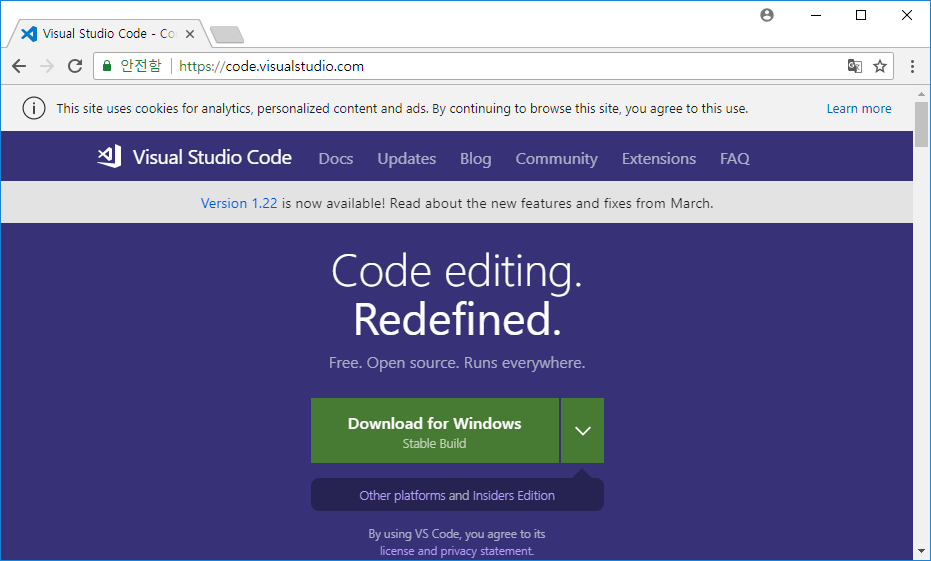 Visual Studio Code - Co
안전함 https://code.visualstudio.com
This site uses cookies for analytics, personalized content and ads. By continuing to browse this site, you agree to this use. Learn more
Visual Studio Code Docs Updates Blog Community Extensions FAQ
Version 1.22 is now available! Read about the new features and fixes from March.
Code editing.
Redefined.
Free. Open source. Runs everywhere.
Download for Windows
Stable Build
Other platforms and Insiders Edition
By using VS Code, you agree to its
license and privacy statement.